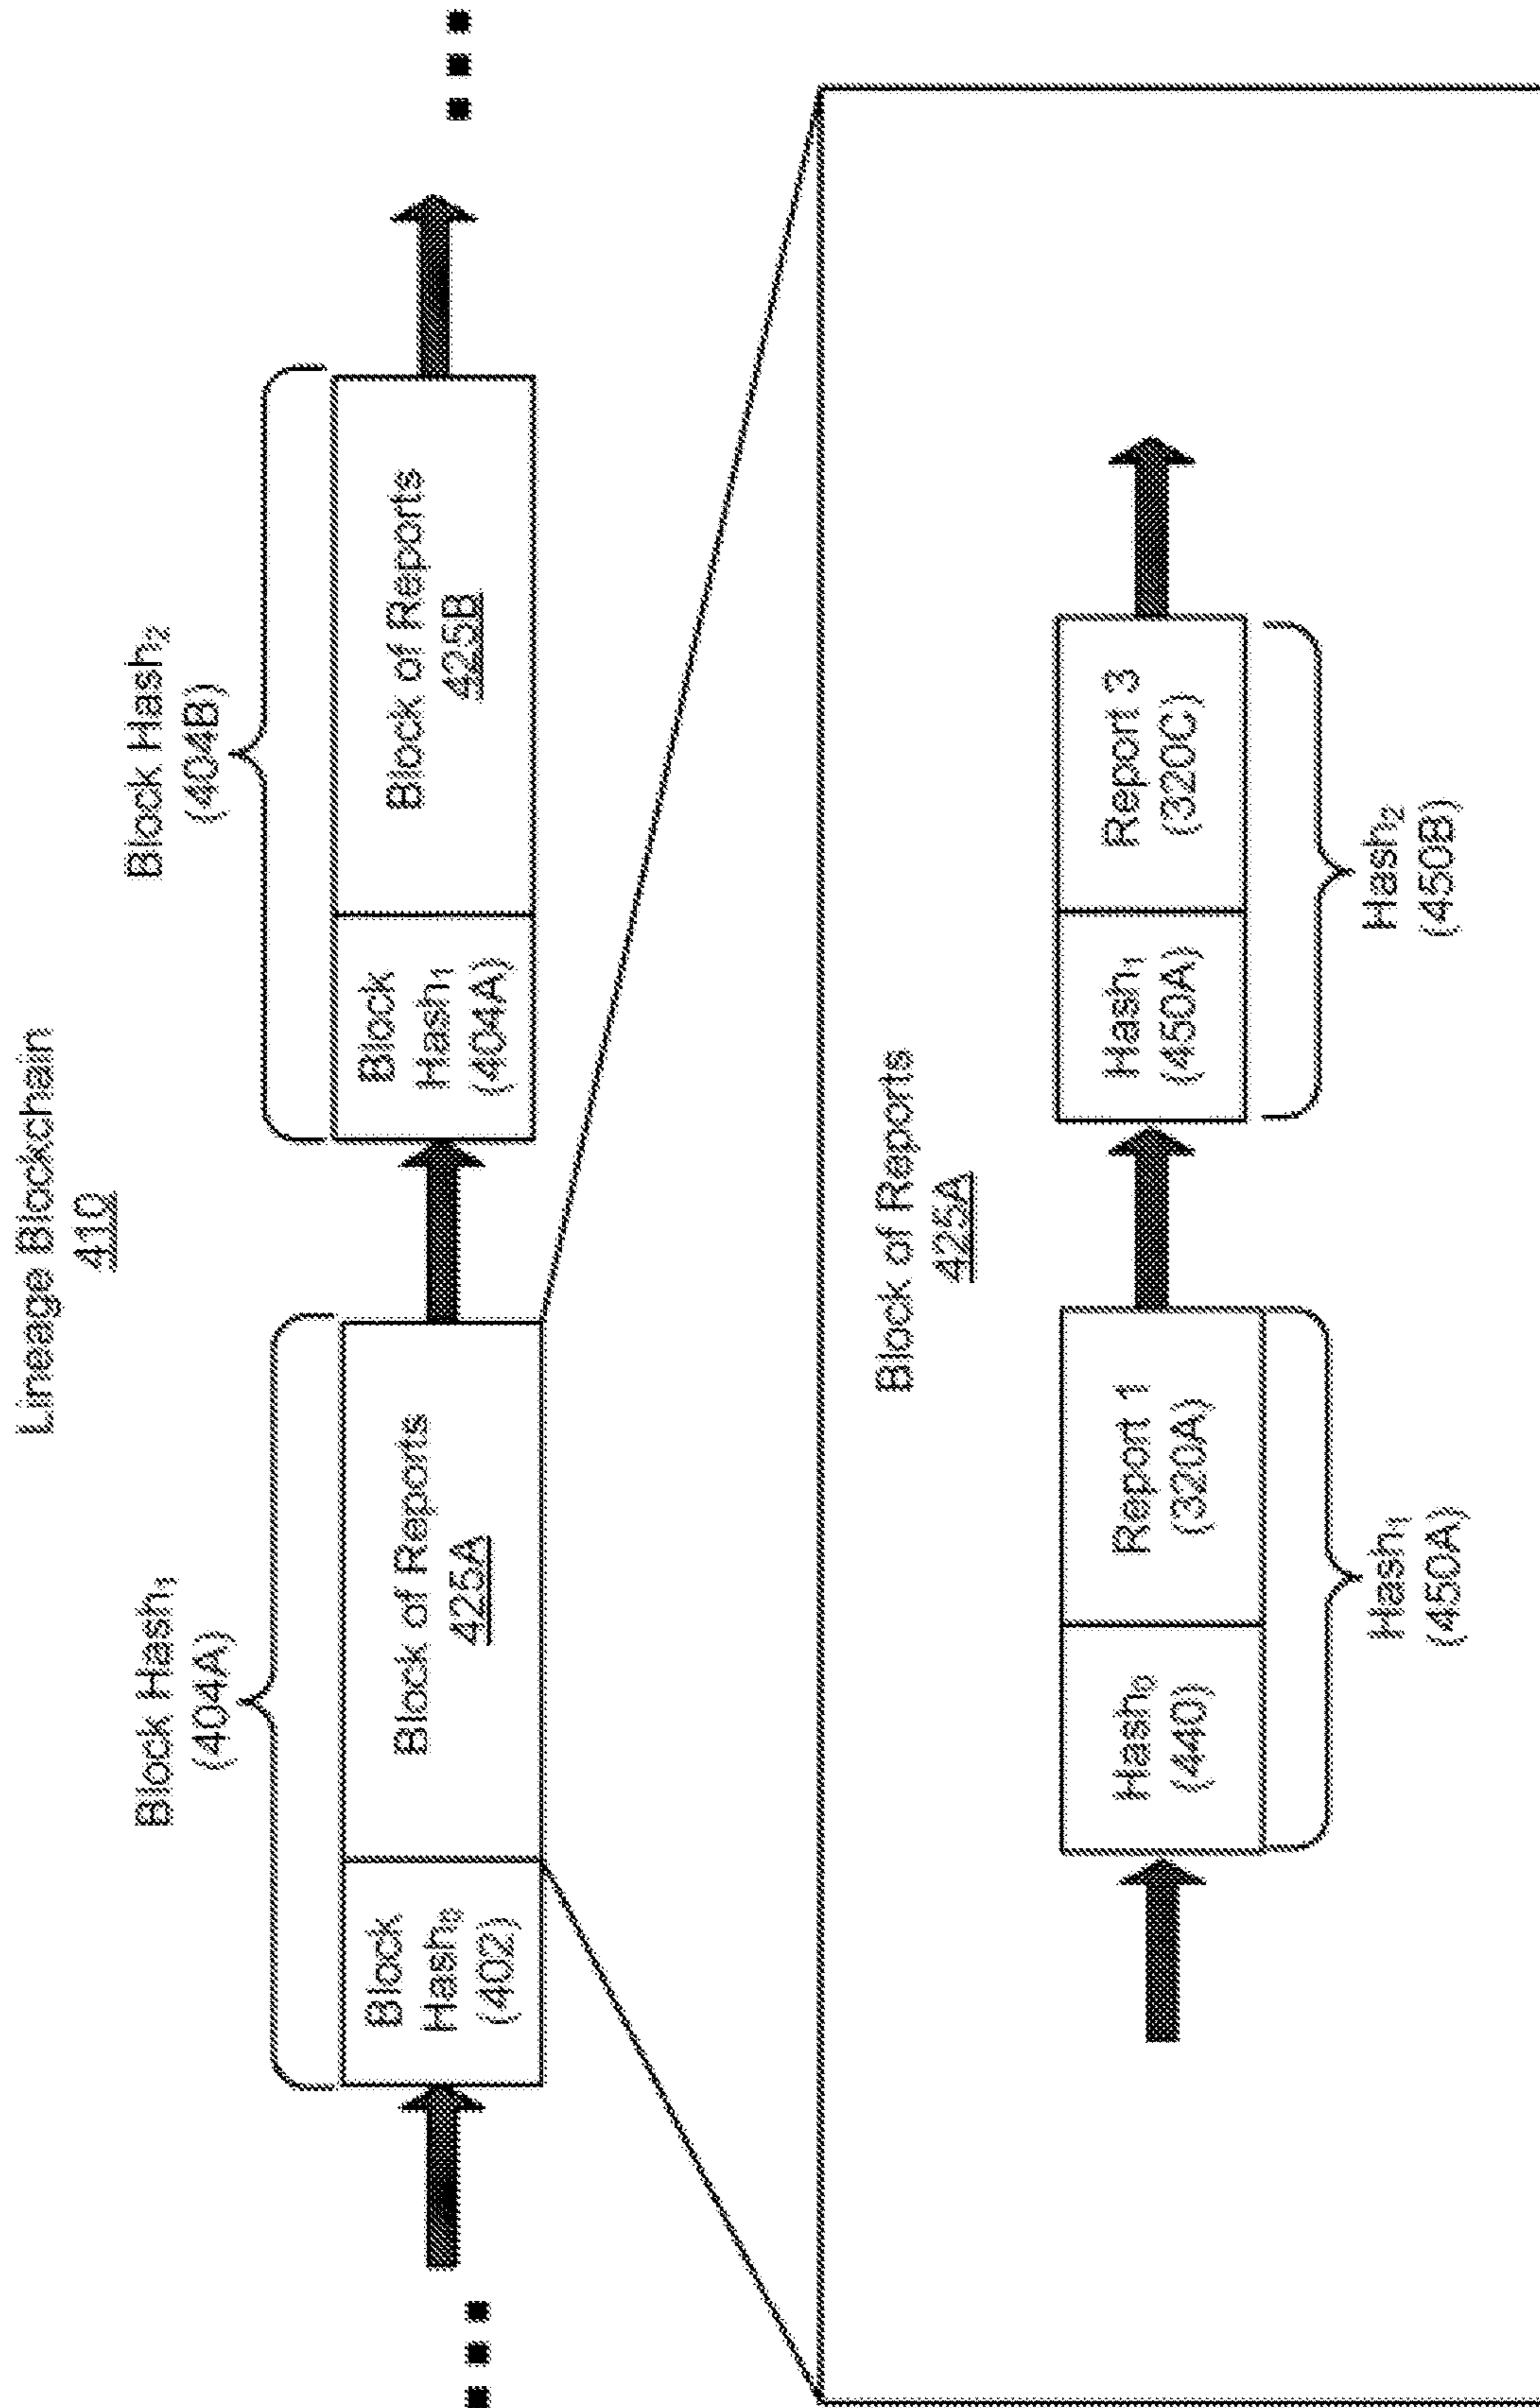 Lineage Blockchain
410
Block Hash₁
(404A)
Block Hash₂
(404B)
Block
Hash₀
(402)
Block of Reports
425A
Block
Hash₁
(404A)
Block of Reports
425B
Block of Reports
425A
Hash₀
(440)
Report 1
(320A)
Hash₁
(450A)
Report 3
(320C)
Hash₁
(450A)
Hash₂
(450B)